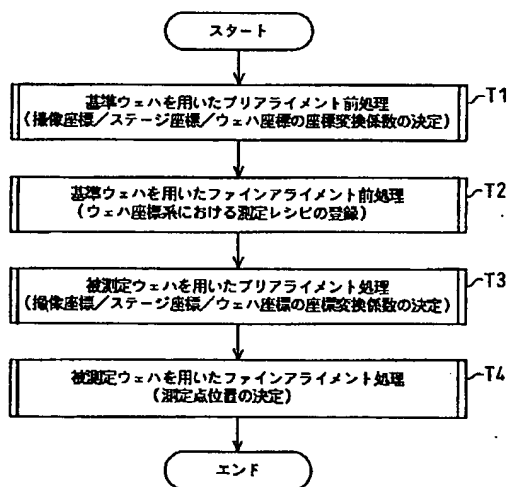 スタート
基準ウェハを用いたプリアライメント前処理
(撮像座標/ステージ座標/ウェハ座標の座標変換係数の決定)
T1
基準ウェハを用いたファインアライメント前処理
(ウェハ座標系における測定レシピの登録)
T2
被測定ウェハを用いたプリアライメント処理
(撮像座標/ステージ座標/ウェハ座標の座標変換係数の決定)
T3
被測定ウェハを用いたファインアライメント処理
(測定点位置の決定)
T4
エンド